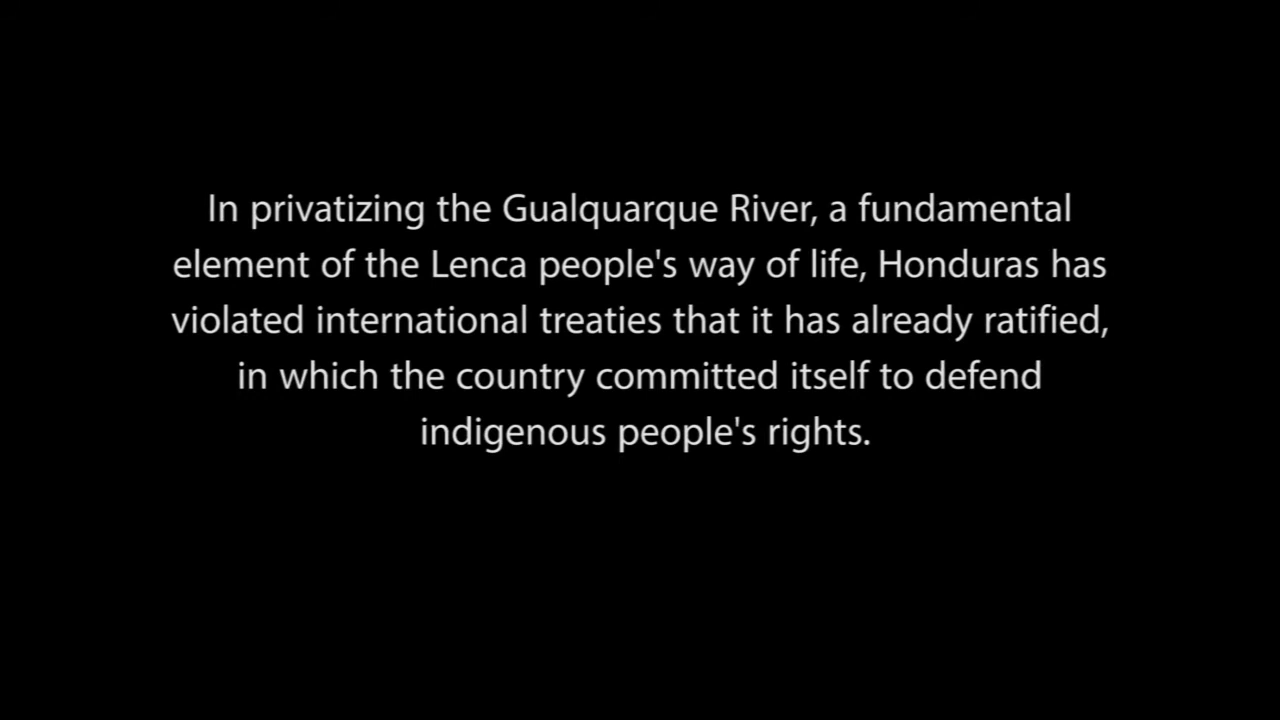 In privatizing the Gualquarque River, a fundamental
element of the Lenca people's way of life, Honduras has
violated international treaties that it has already ratified,
in which the country committed itself to defend
indigenous people's rights.